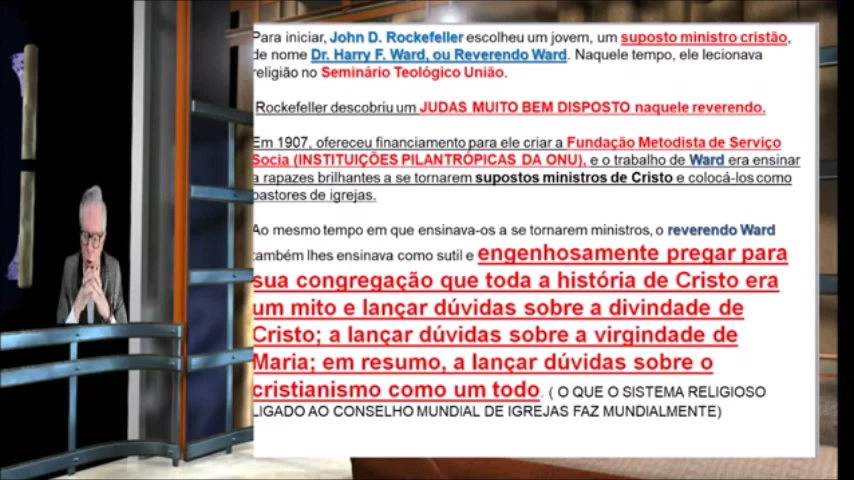 Para iniciar, John D. Rockefeller escolheu um jovem, um suposto ministro cristão,
de nome Dr. Harry F. Ward, ou Reverendo Ward. Naquele tempo, ele lecionava
religião no Seminário Teológico União.
Rockefeller descobriu um JUDAS MUITO BEM DISPOSTO naquele reverendo.
Em 1907, ofereceu financiamento para ele criar a Fundação Metodista de Serviço
Socia (INSTITUIÇÕES PILANTRÓPICAS DA ONU), e o trabalho de Ward era ensinar
a rapazes brilhantes a se tornarem supostos ministros de Cristo e colocá-los como
pastores de igrejas.
Ao mesmo tempo em que ensinava-os a se tornarem ministros, o reverendo Ward
também lhes ensinava como sutil e engenhosamente pregar para
sua congregação que toda a história de Cristo era
um mito e lançar dúvidas sobre a divindade de
Cristo; a lançar dúvidas sobre a virgindade de
Maria; em resumo, a lançar dúvidas sobre o
cristianismo como um todo. ( O QUE O SISTEMA RELIGIOSO
LIGADO AO CONSELHO MUNDIAL DE IGREJAS FAZ MUNDIALMENTE)